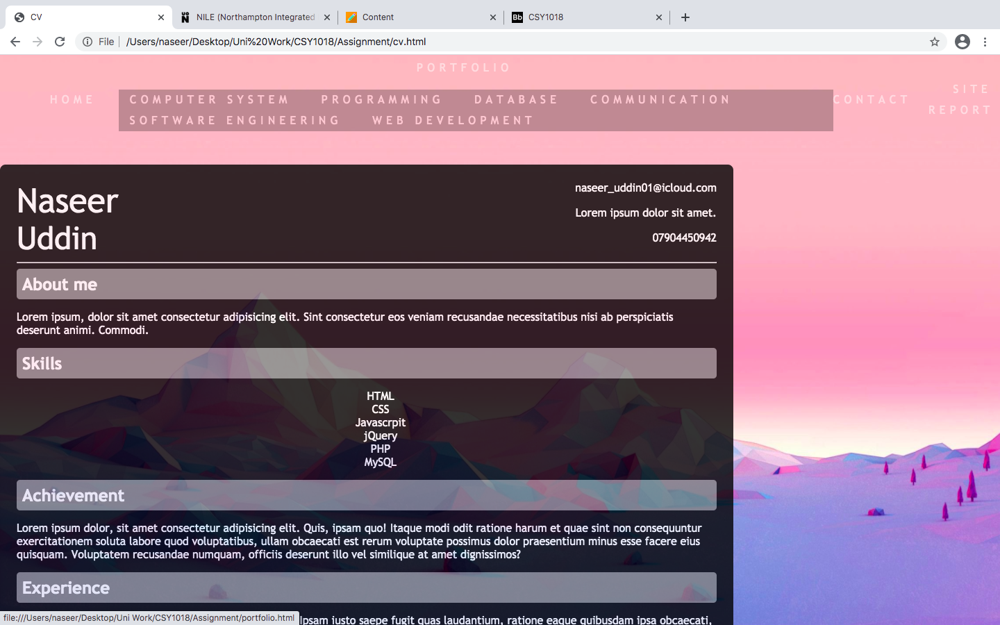 CV
NILE (Northampton Integrated
Content
Bb
CSY1018
File
/Users/naseer/Desktop/Uni%20Work/CSY1018/Assignment/cv.html
PORTFOLIO
HOME
COMPUTER SYSTEM PROGRAMMING DATABASE COMMUNICATION
SOFTWARE ENGINEERING WEB DEVELOPMENT
CONTACT
SITE
REPORT
Naseer
Uddin
naseer_uddin01@icloud.com
Lorem ipsum dolor sit amet.
07904450942
About me
Lorem ipsum, dolor sit amet consectetur adipisicing elit. Sint consectetur eos veniam recusandae necessitatibus nisi ab perspiciatis
deserunt animi. Commodi.
Skills
HTML
CSS
Javascrpit
jQuery
PHP
MySQL
Achievement
Lorem ipsum dolor, sit amet consectetur adipisicing elit. Quis, ipsam quo! Itaque modi odit ratione harum et quae sint non consequuntur
exercitationem soluta labore quod voluptatibus, ullam obcaecati est rerum voluptate possimus dolor praesentium minus esse facere eius
quisquam. Voluptatem recusandae numquam, officiis deserunt illo vel similique at amet dignissimos?
Experience
Ipsam iusto saepe fugit quas laudantium, ratione eaque quibusdam ipsa obcaecati,
file:///Users/naseer/Desktop/Uni Work/CSY1018/Assignment/portfolio.html